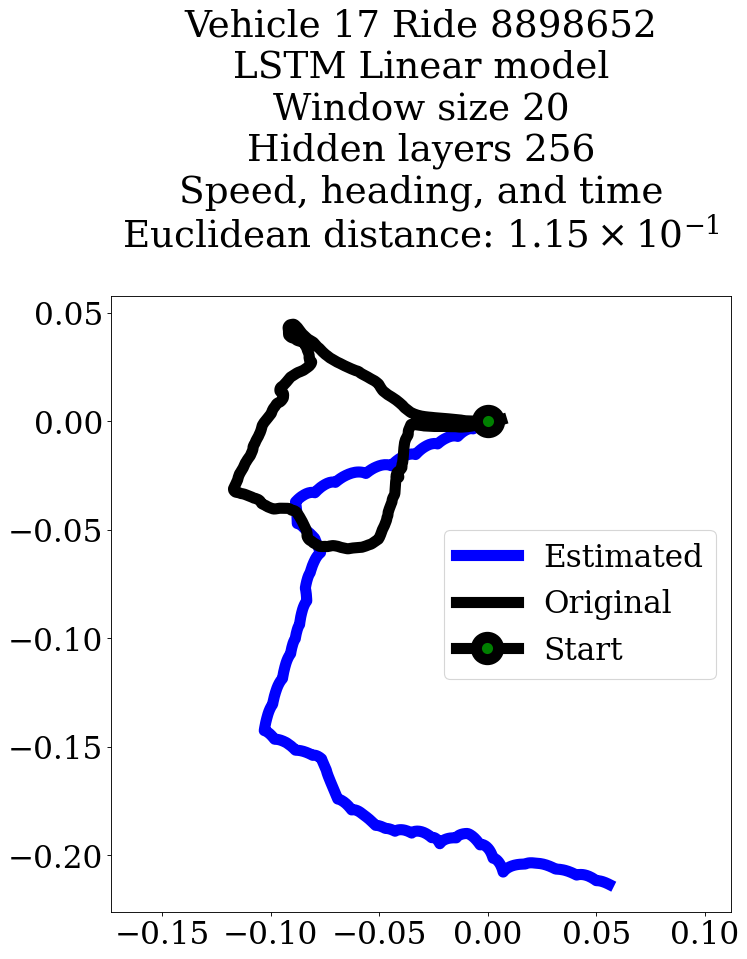 Vehicle 17 Ride 8898652
LSTM Linear model
Window size 20
Hidden layers 256
Speed, heading, and time
Euclidean distance: 1.15 × 10⁻¹
0.05
0.00
−0.05
−0.10
−0.15
−0.20
Estimated
Original
Start
−0.15 −0.10 −0.05 0.00 0.05 0.10